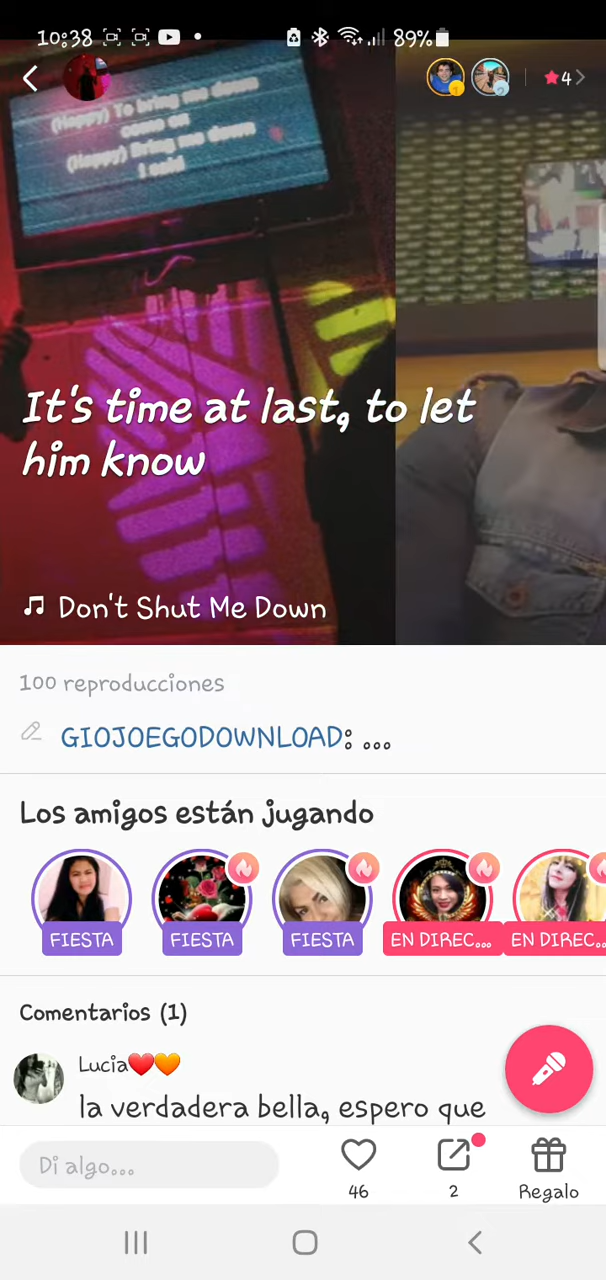 10:38
89%
4
(Happy) To bring me down
come on
(Happy) Bring me down
I said
It's time at last, to let
him know
Don't Shut Me Down
100 reproducciones
GIOJOEGODOWNLOAD: ...
Los amigos están jugando
FIESTA
FIESTA
FIESTA
EN DIREC...
EN DIREC...
Comentarios (1)
Lucia❤️🧡
la verdadera bella, espero que
Di algo...
46
2
Regalo